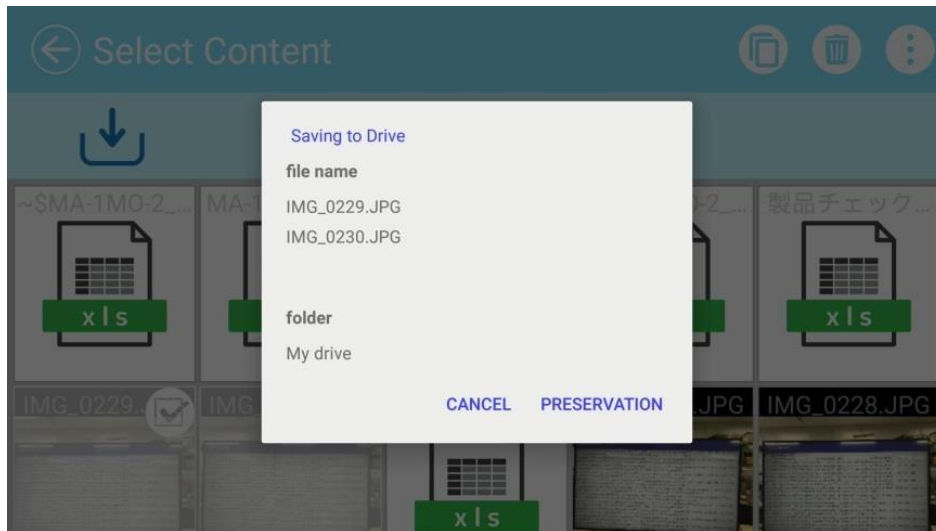 Select Content
Saving to Drive
file name
IMG_0229.JPG
IMG_0230.JPG
folder
My drive
CANCEL PRESERVATION
~$MA-1MO-2_...
MA-1
-2_...
製品チェック...
xls
xls
IMG_0229.
IMG
.JPG
IMG_0228.JPG
xls